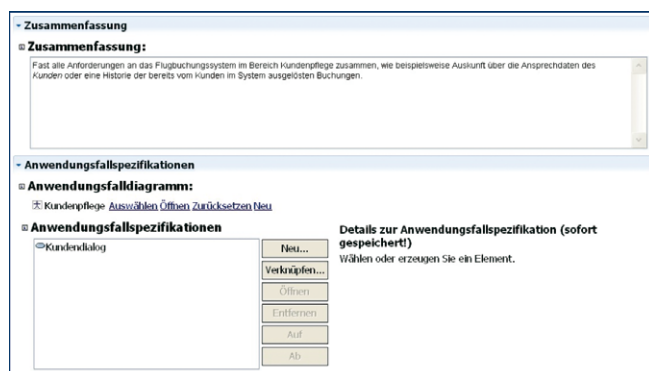 Zusammenfassung
Zusammenfassung:
Fast alle Anforderungen an das Flugbuchungssystem im Bereich Kundenpflege zusammen, wie beispielsweise Auskunft über die Ansprechdaten des
Kunden oder eine Historie der bereits vom Kunden im System ausgelösten Buchungen.
Anwendungsfallspezifikationen
Anwendungsfalldiagramm:
Kundenpflege Auswählen Öffnen Zurücksetzen Neu
Anwendungsfallspezifikationen
Kundendialog
Neu...
Verknüpfen...
Öffnen
Entfernen
Auf
Ab
Details zur Anwendungsfallspezifikation (sofort
gespeichert!)
Wählen oder erzeugen Sie ein Element.